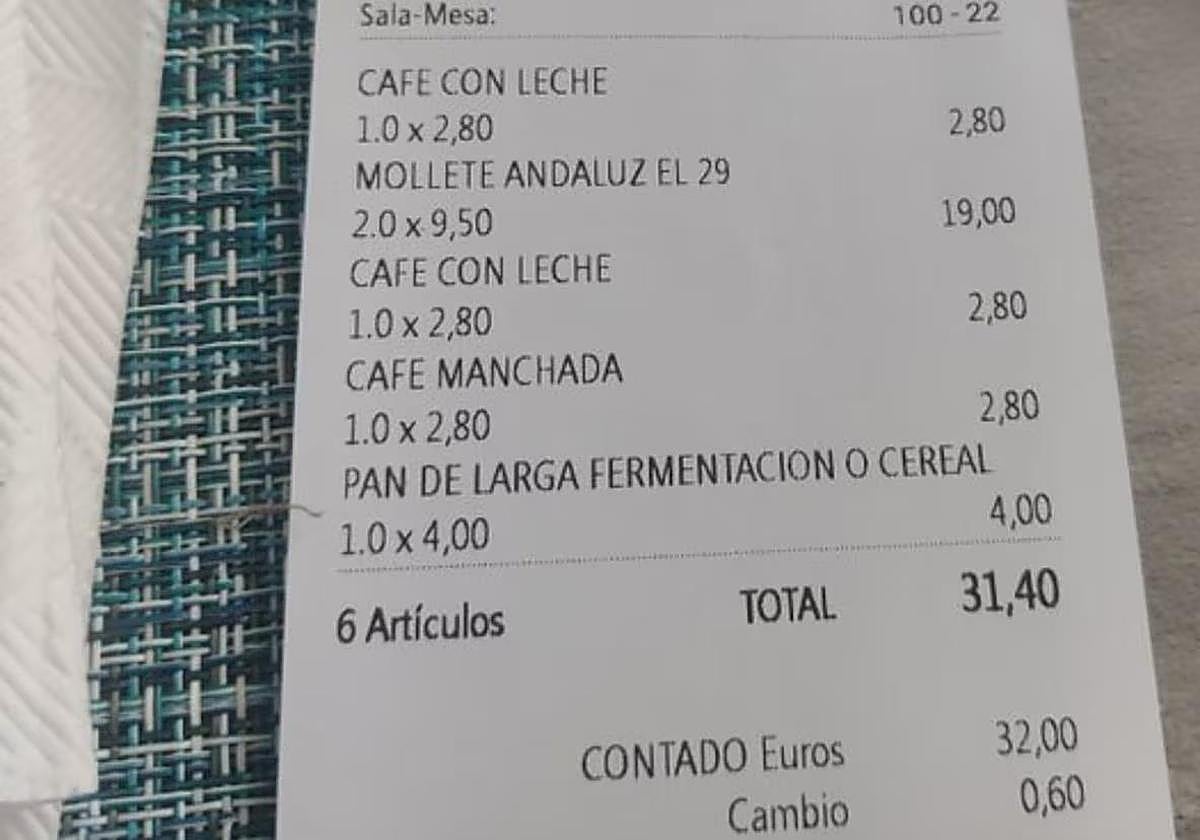 Sala-Mesa: 100 - 22
CAFE CON LECHE
1.0 x 2,80 2,80
MOLLETE ANDALUZ EL 29
2.0 x 9,50 19,00
CAFE CON LECHE
1.0 x 2,80 2,80
CAFE MANCHADA
1.0 x 2,80 2,80
PAN DE LARGA FERMENTACION O CEREAL
1.0 x 4,00 4,00
6 Artículos TOTAL 31,40
CONTADO Euros 32,00
Cambio 0,60